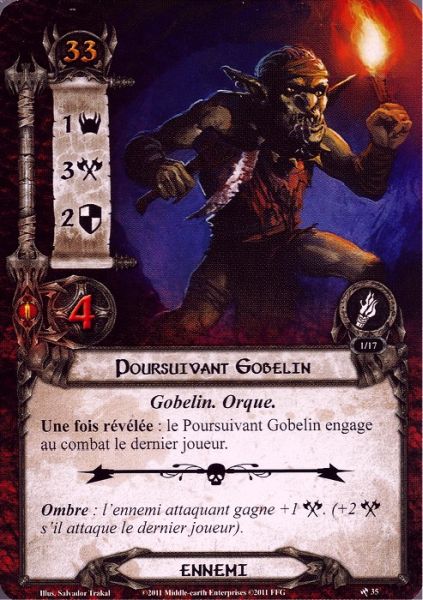 33
1
3
2
4
1/17
Poursuivant Gobelin
Gobelin. Orque.
Une fois révélée : le Poursuivant Gobelin engage
au combat le dernier joueur.
Ombre : l'ennemi attaquant gagne +1 . (+2
s'il attaque le dernier joueur).
ENNEMI
Illus. Salvador Trakal ©2011 Middle-earth Enterprises ©2011 FFG 35